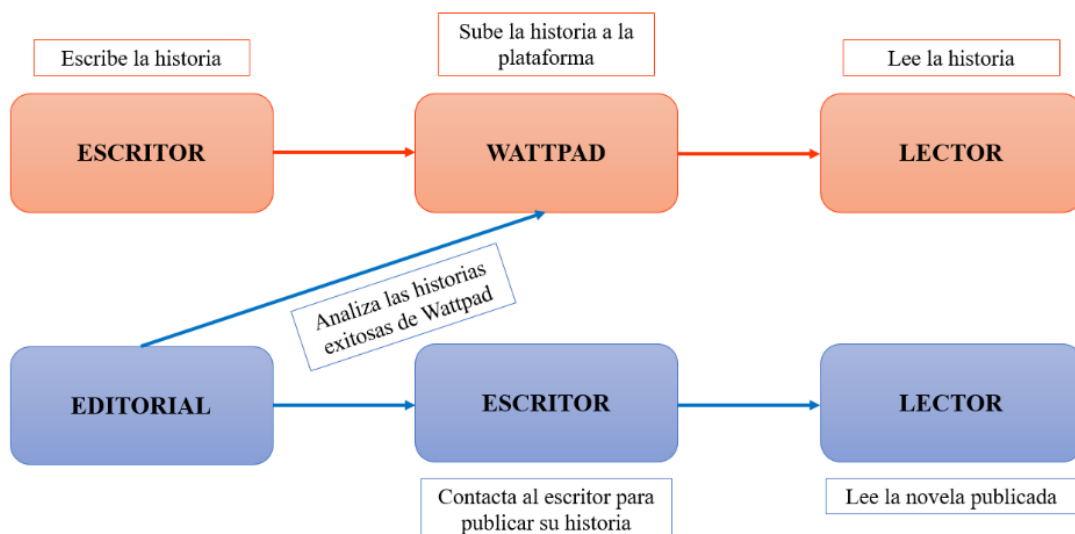 Escribe la historia
Sube la historia a la
plataforma
Lee la historia
ESCRITOR
WATTPAD
LECTOR
Analiza las historias
exitosas de Wattpad
EDITORIAL
ESCRITOR
LECTOR
Contacta al escritor para
publicar su historia
Lee la novela publicada